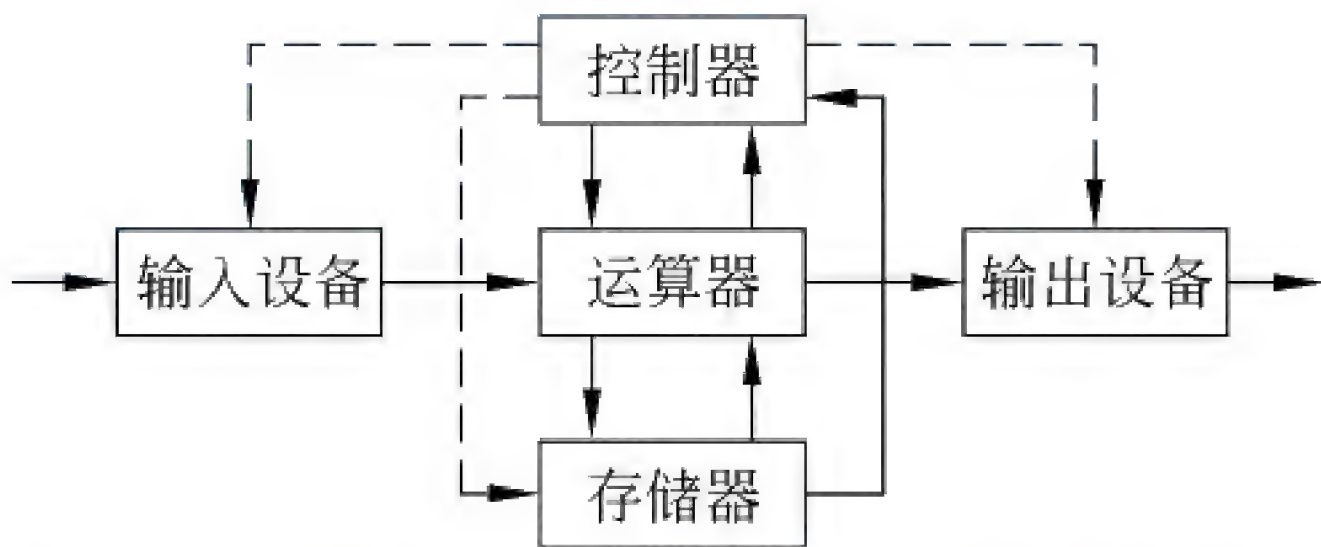 控制器
输入设备
运算器
输出设备
存储器